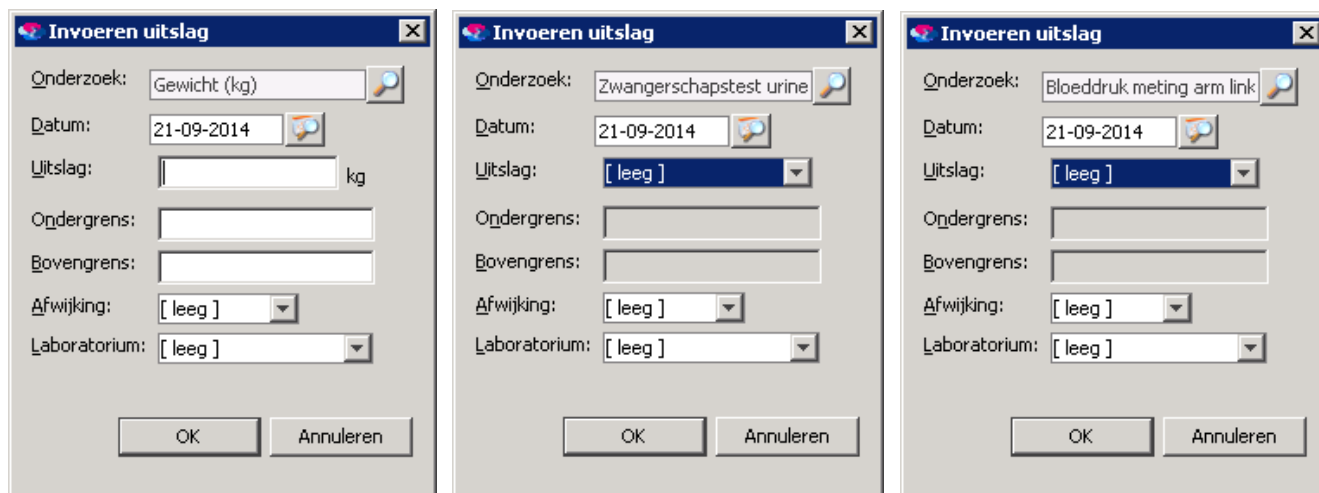 Invoeren uitslag
Onderzoek: Gewicht (kg)
Datum: 21-09-2014
Uitslag: kg
Ondergrens:
Bovengrens:
Afwijking: [ leeg ]
Laboratorium: [ leeg ]
OK Annuleren
Invoeren uitslag
Onderzoek: Zwangerschapstest urine
Datum: 21-09-2014
Uitslag: [ leeg ]
Ondergrens:
Bovengrens:
Afwijking: [ leeg ]
Laboratorium: [ leeg ]
OK Annuleren
Invoeren uitslag
Onderzoek: Bloeddruk meting arm link
Datum: 21-09-2014
Uitslag: [ leeg ]
Ondergrens:
Bovengrens:
Afwijking: [ leeg ]
Laboratorium: [ leeg ]
OK Annuleren